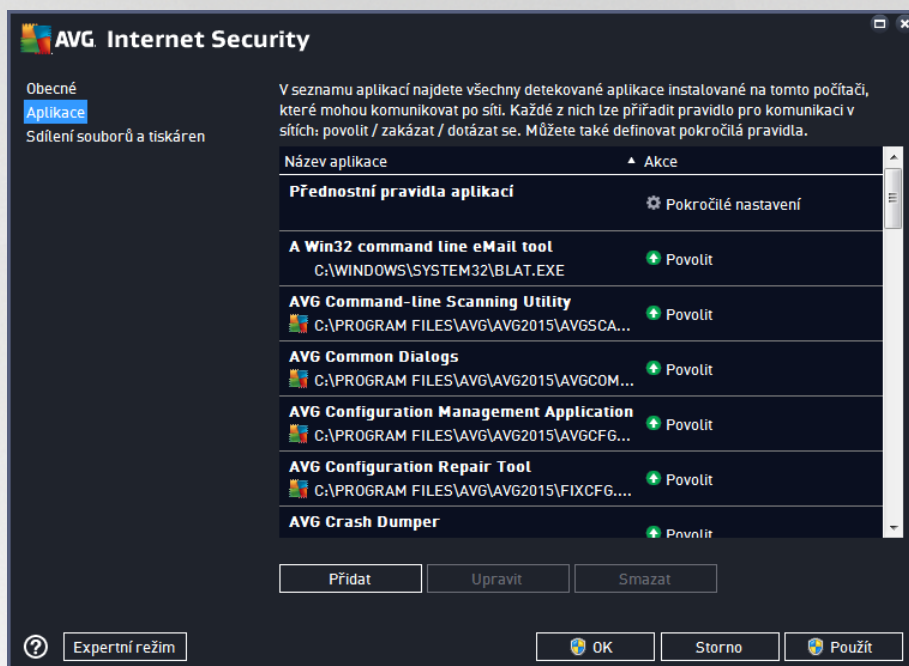 AVG Internet Security
Obecné
Aplikace
Sdílení souborů a tiskáren
V seznamu aplikací najdete všechny detekované aplikace instalované na tomto počítači,
které mohou komunikovat po síti. Každé z nich lze přiřadit pravidlo pro komunikaci v
sítích: povolit / zakázat / dotázat se. Můžete také definovat pokročilá pravidla.
Název aplikace Akce
Přednostní pravidla aplikací
Pokročilé nastavení
A Win32 command line eMail tool
C:\WINDOWS\SYSTEM32\BLAT.EXE
Povolit
AVG Command-line Scanning Utility
C:\PROGRAM FILES\AVG\AVG2015\AVGSCA...
Povolit
AVG Common Dialogs
C:\PROGRAM FILES\AVG\AVG2015\AVGCOM...
Povolit
AVG Configuration Management Application
C:\PROGRAM FILES\AVG\AVG2015\AVGCFG...
Povolit
AVG Configuration Repair Tool
C:\PROGRAM FILES\AVG\AVG2015\FIXCFG....
Povolit
AVG Crash Dumper
Povolit
Přidat Upravit Smazat
? Expertní režim OK Storno Použít